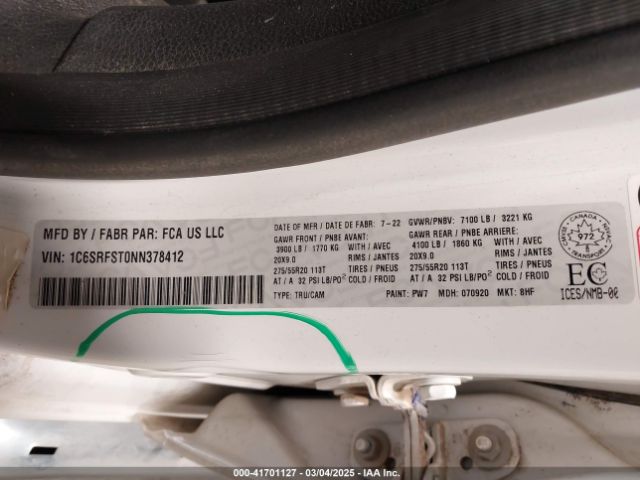 MFD BY / FABR PAR: FCA US LLC
VIN: 1C6SRFST0NN378412
DATE OF MFR / DATE DE FABR: 7-22 GVWR/PNBV: 7100 LB / 3221 KG
GAWR FRONT / PNBE AVANT: GAWR REAR / PNBE ARRIERE:
3900 LB / 1770 KG WITH / AVEC 4100 LB / 1860 KG WITH / AVEC
20X9.0 RIMS / JANTES 20X9.0 RIMS / JANTES
275/55R20 113T TIRES / PNEUS 275/55R20 113T TIRES / PNEUS
AT / A 32 PSI LB/PO² COLD / FROID AT / A 32 PSI LB/PO² COLD / FROID
TYPE: TRU/CAM PAINT: PW7 MDH: 070920 MKT: 8HF
CANADA
972
TRANSPORT
EC
ICES/NMB-00
000-41701127 - 03/04/2025 - IAA Inc.